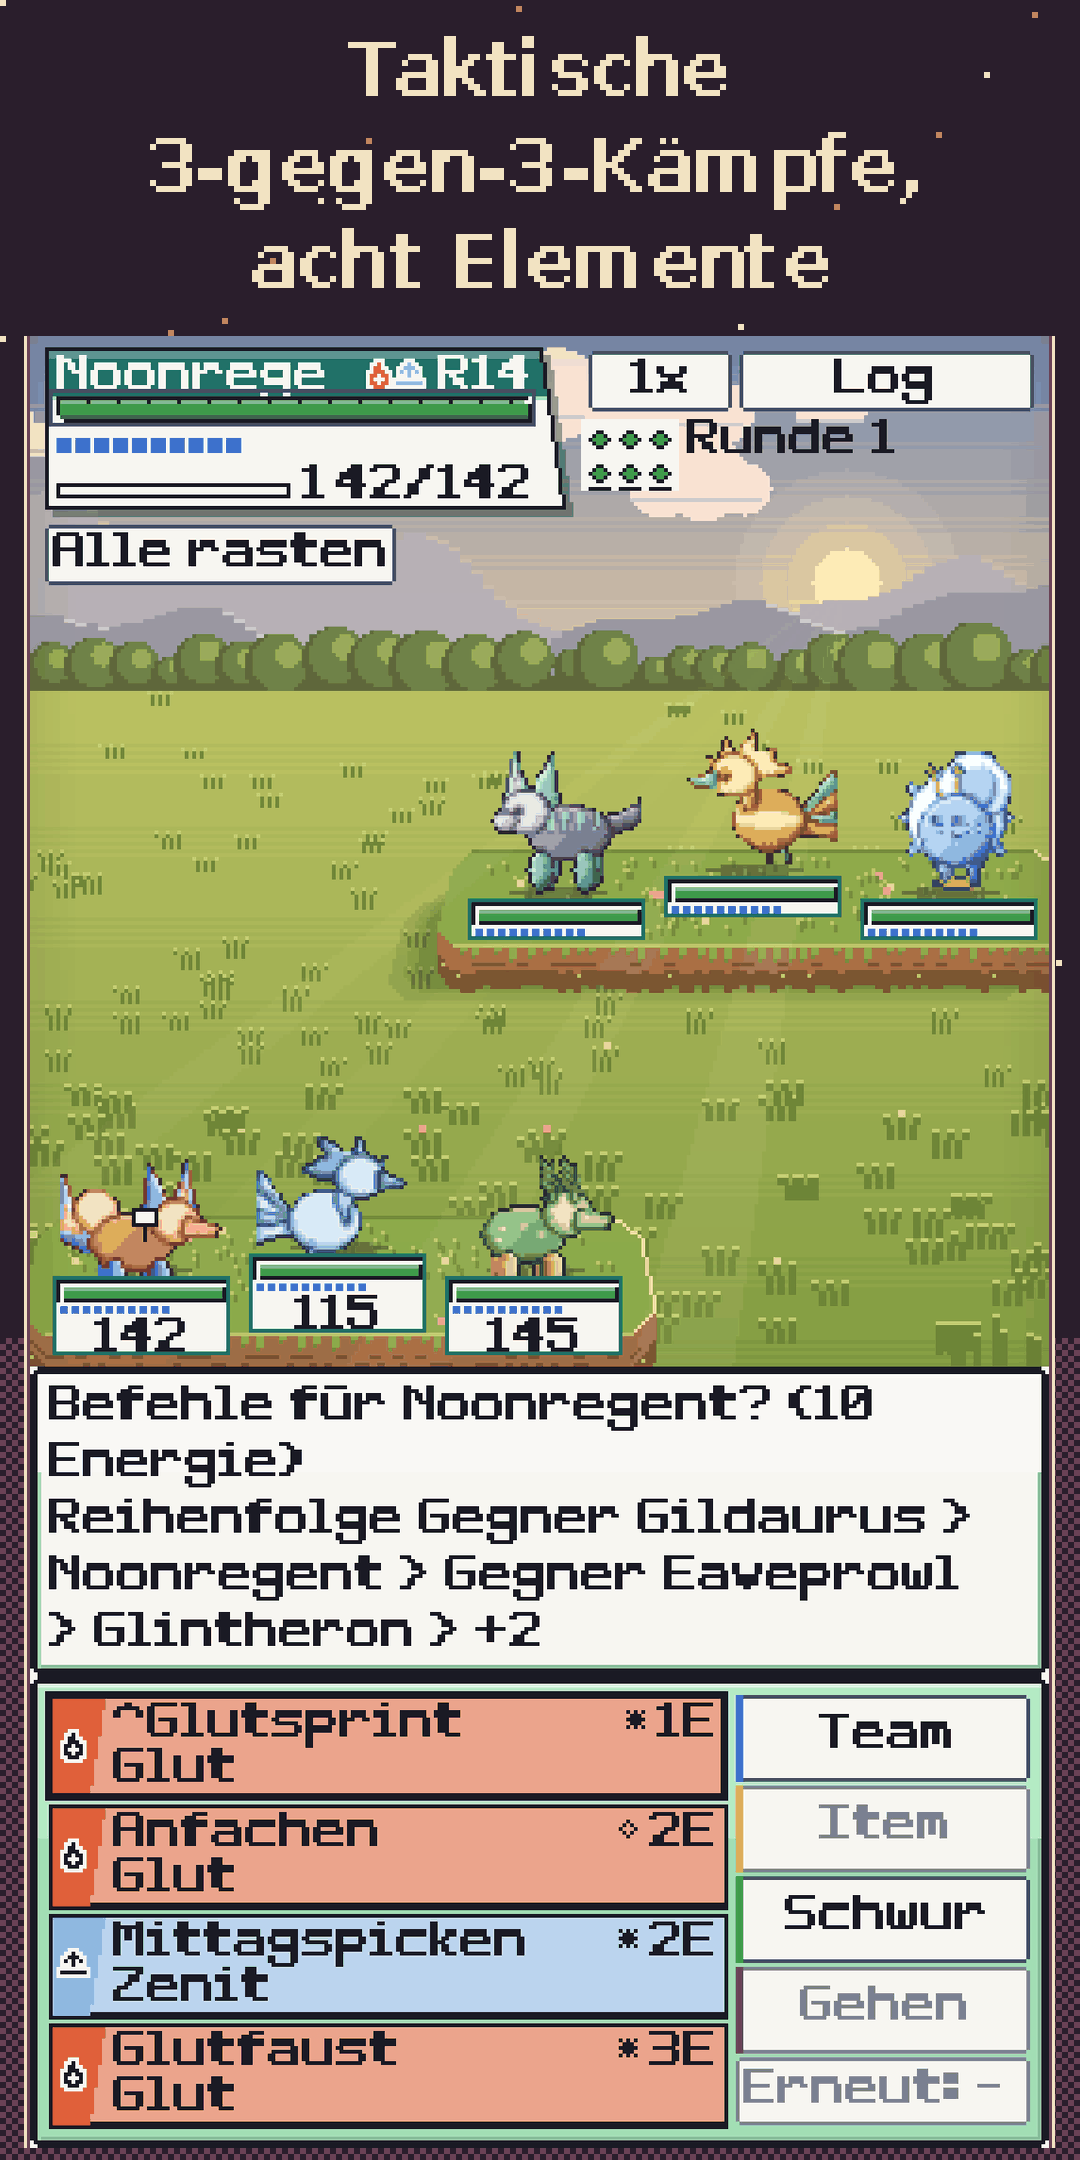 Taktische
3-gegen-3-Kämpfe,
acht Elemente
Noonrege R14
1x
Log
142/142
Runde 1
Alle rasten
142
115
145
Befehle für Noonregent? (10
Energie)
Reihenfolge Gegner Gildaurus >
Noonregent > Gegner Eaveprowl
> Glintheron > +2
^Glutsprint *1E
Glut
Anfachen ◇2E
Glut
Mittagspicken *2E
Zenit
Glutfaust *3E
Glut
Team
Item
Schwur
Gehen
Erneut: -